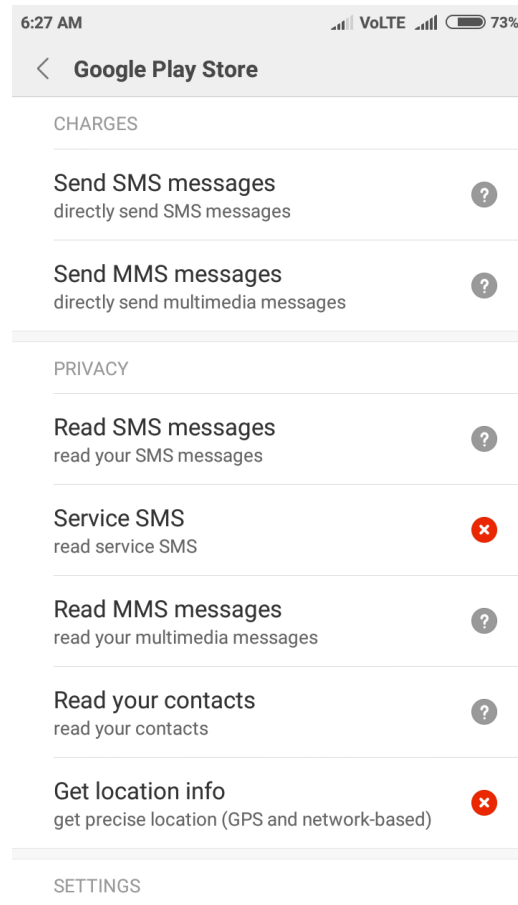 6:27 AM VoLTE 73%
Google Play Store
CHARGES
Send SMS messages
directly send SMS messages
Send MMS messages
directly send multimedia messages
PRIVACY
Read SMS messages
read your SMS messages
Service SMS
read service SMS
Read MMS messages
read your multimedia messages
Read your contacts
read your contacts
Get location info
get precise location (GPS and network-based)
SETTINGS